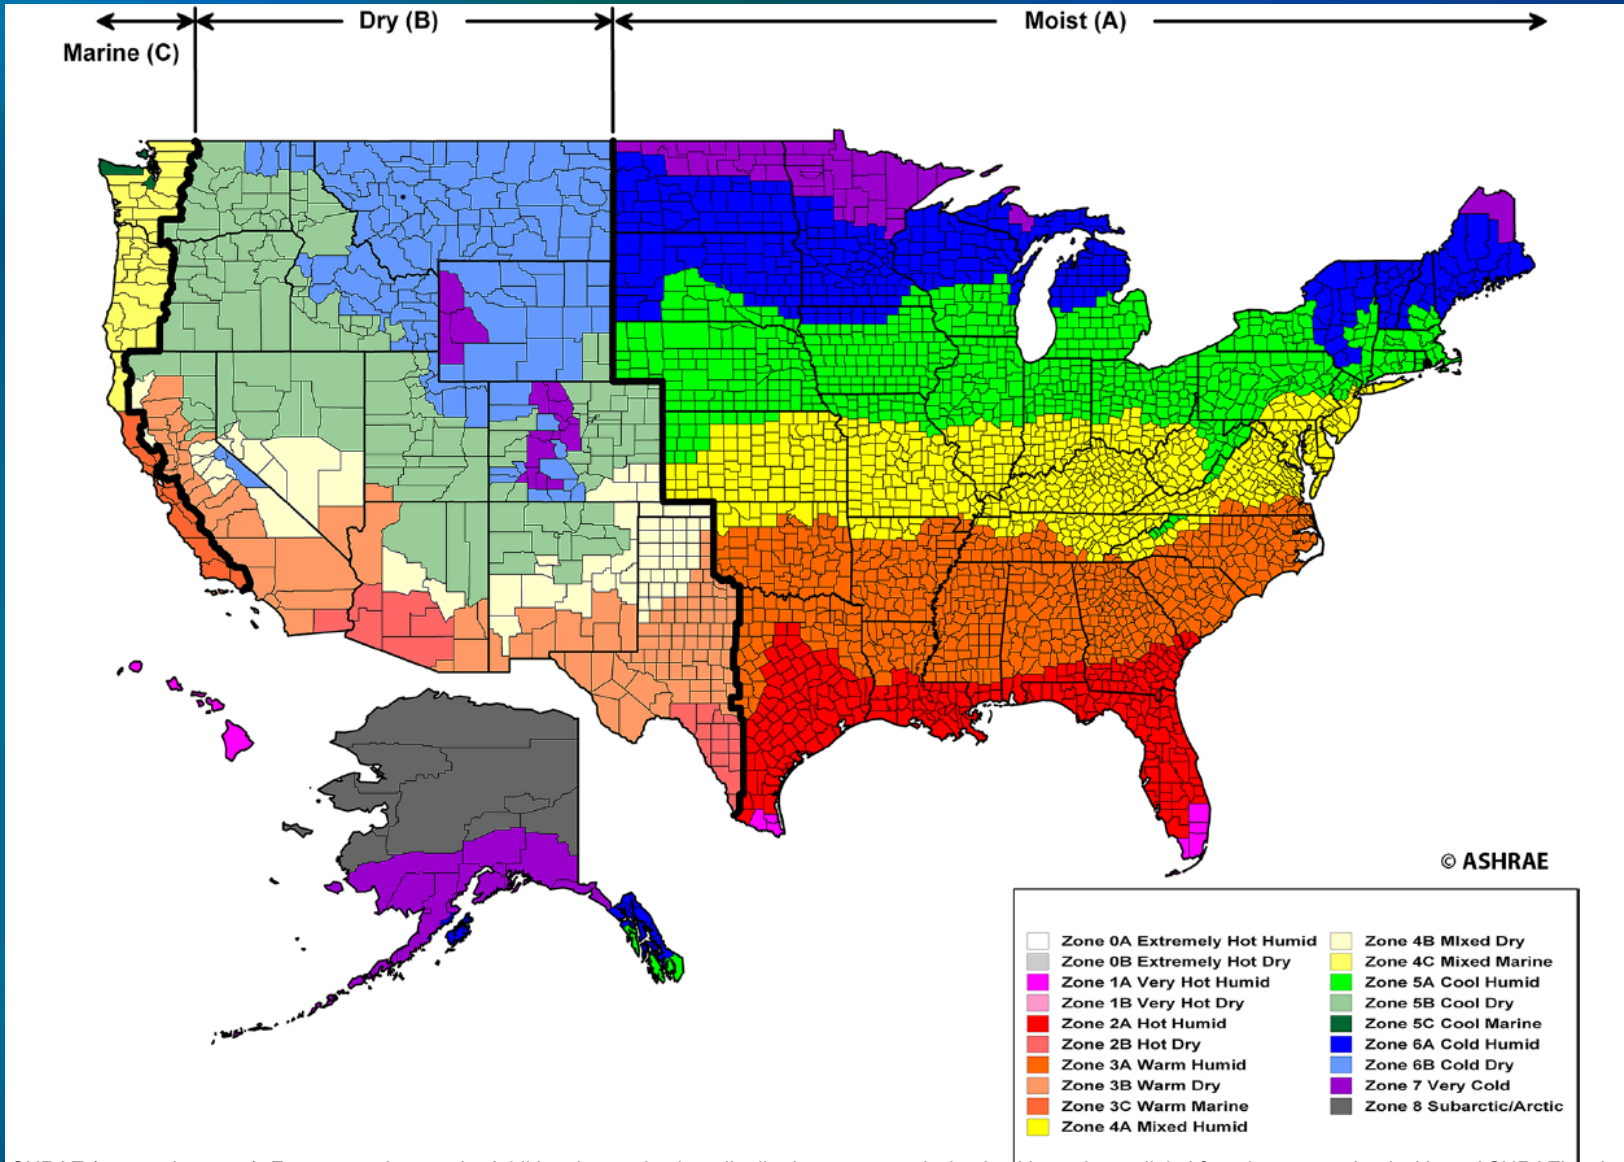 Dry (B)
Moist (A)
Marine (C)
© ASHRAE
Zone 0A Extremely Hot Humid
Zone 0B Extremely Hot Dry
Zone 1A Very Hot Humid
Zone 1B Very Hot Dry
Zone 2A Hot Humid
Zone 2B Hot Dry
Zone 3A Warm Humid
Zone 3B Warm Dry
Zone 3C Warm Marine
Zone 4A Mixed Humid
Zone 4B MIxed Dry
Zone 4C Mixed Marine
Zone 5A Cool Humid
Zone 5B Cool Dry
Zone 5C Cool Marine
Zone 6A Cold Humid
Zone 6B Cold Dry
Zone 7 Very Cold
Zone 8 Subarctic/Arctic